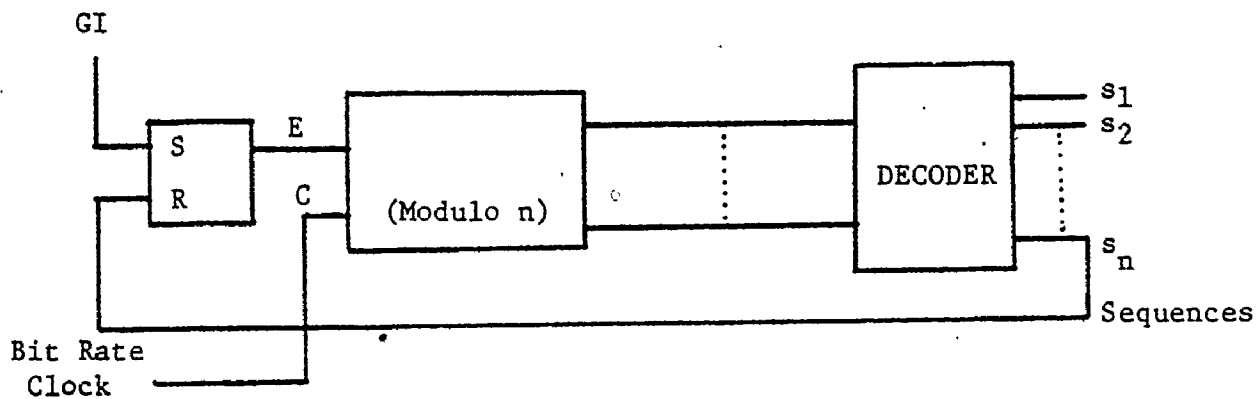 GI
S
E
R
C
(Modulo n)
DECODER
s1
s2
sn
Sequences
Bit Rate
Clock